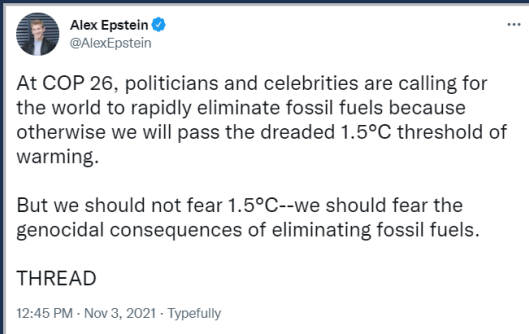 Alex Epstein
@AlexEpstein
At COP 26, politicians and celebrities are calling for
the world to rapidly eliminate fossil fuels because
otherwise we will pass the dreaded 1.5°C threshold of
warming.
But we should not fear 1.5°C--we should fear the
genocidal consequences of eliminating fossil fuels.
THREAD
12:45 PM · Nov 3, 2021 · Typefully